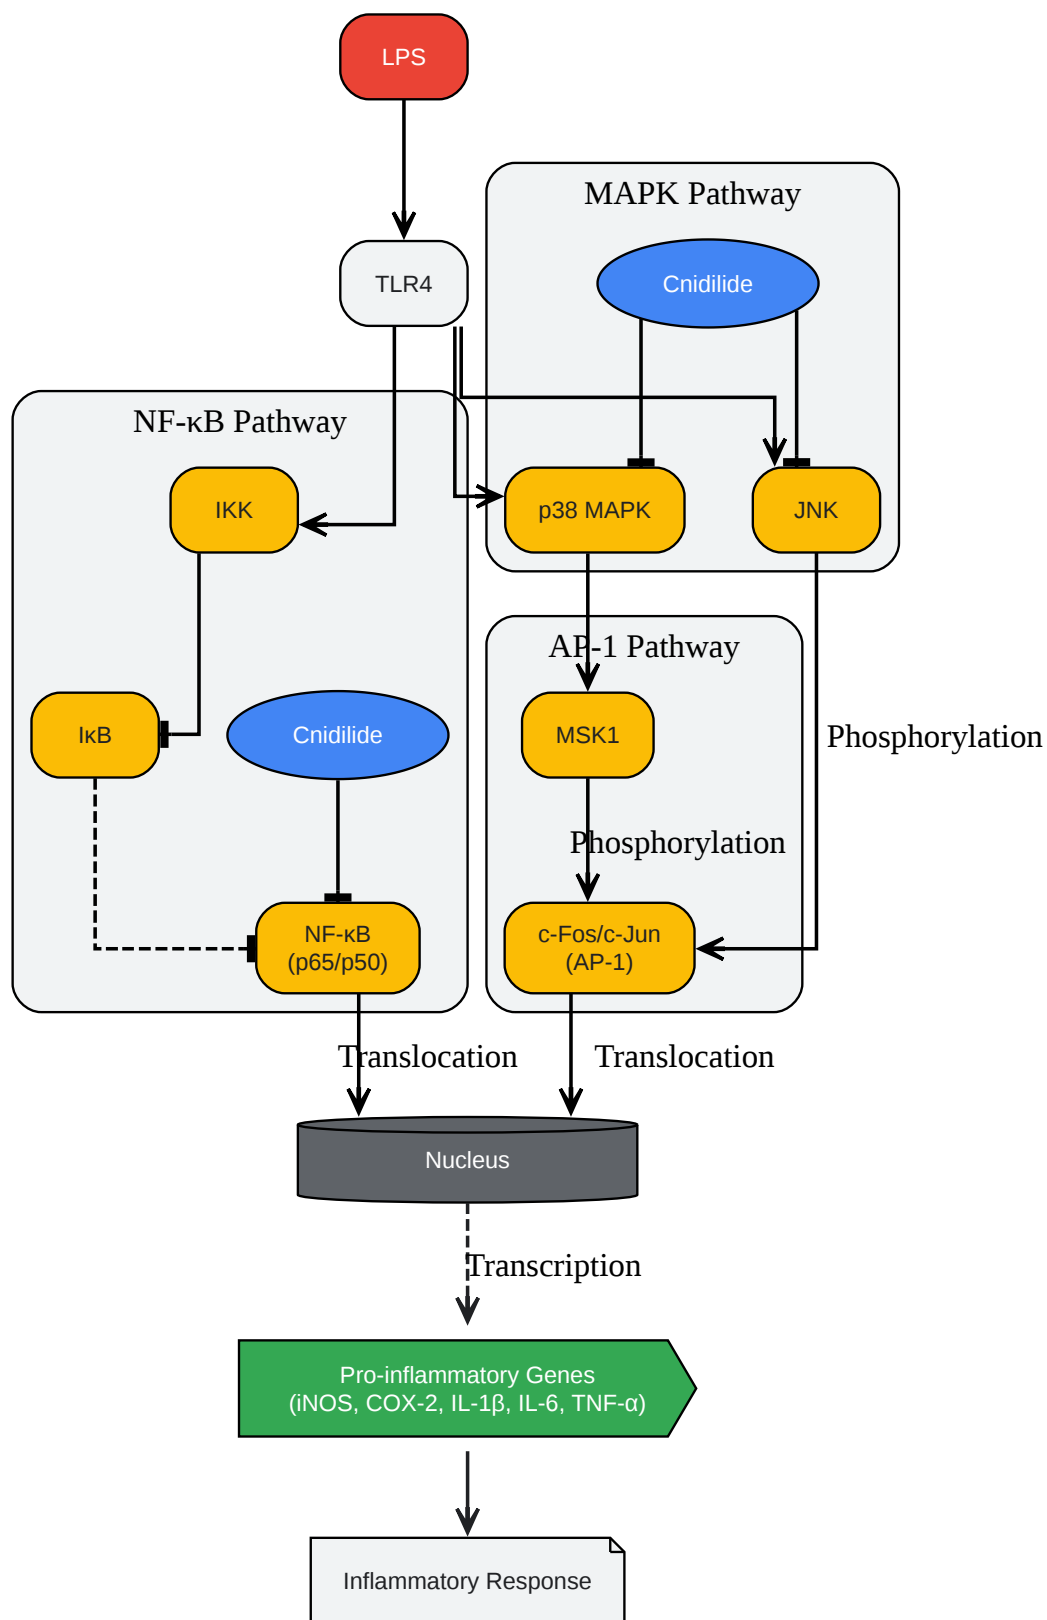 LPS
MAPK Pathway
TLR4
Cnidilide
NF-κB Pathway
IKK
p38 MAPK
JNK
AP-1 Pathway
IκB
Cnidilide
MSK1
Phosphorylation
Phosphorylation
NF-κB
(p65/p50)
c-Fos/c-Jun
(AP-1)
Translocation
Translocation
Nucleus
Transcription
Pro-inflammatory Genes
(iNOS, COX-2, IL-1β, IL-6, TNF-α)
Inflammatory Response